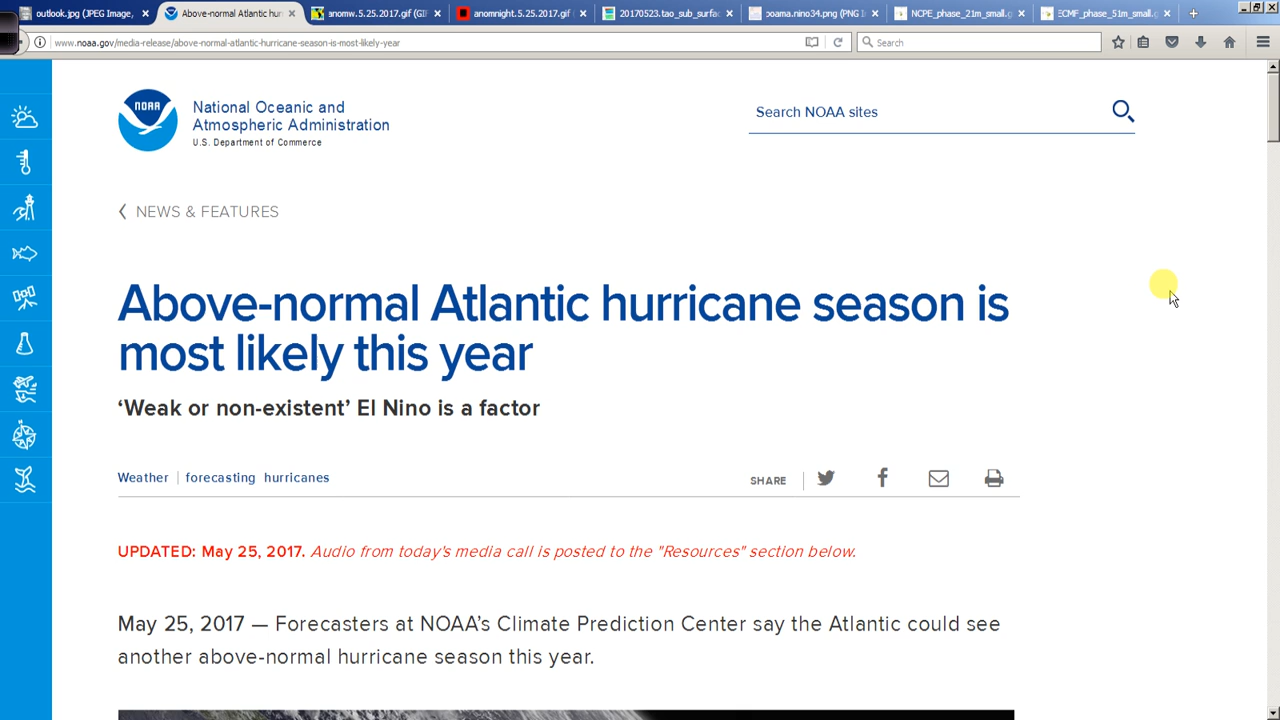 outlook.jpg (JPEG Image,
Above-normal Atlantic hur
anomw.5.25.2017.gif (GIF
anomnight.5.25.2017.gif
20170523.tao_sub_surfa
poama.nino34.png (PNG I
NCPE_phase_21m_small.g
ECMF_phase_51m_small.g
www.noaa.gov/media-release/above-normal-atlantic-hurricane-season-is-most-likely-year
Search
NOAA
National Oceanic and
Atmospheric Administration
U.S. Department of Commerce
Search NOAA sites
NEWS & FEATURES
Above-normal Atlantic hurricane season is
most likely this year
‘Weak or non-existent’ El Nino is a factor
Weather | forecasting hurricanes
SHARE
UPDATED: May 25, 2017. Audio from today's media call is posted to the "Resources" section below.
May 25, 2017 — Forecasters at NOAA’s Climate Prediction Center say the Atlantic could see
another above-normal hurricane season this year.